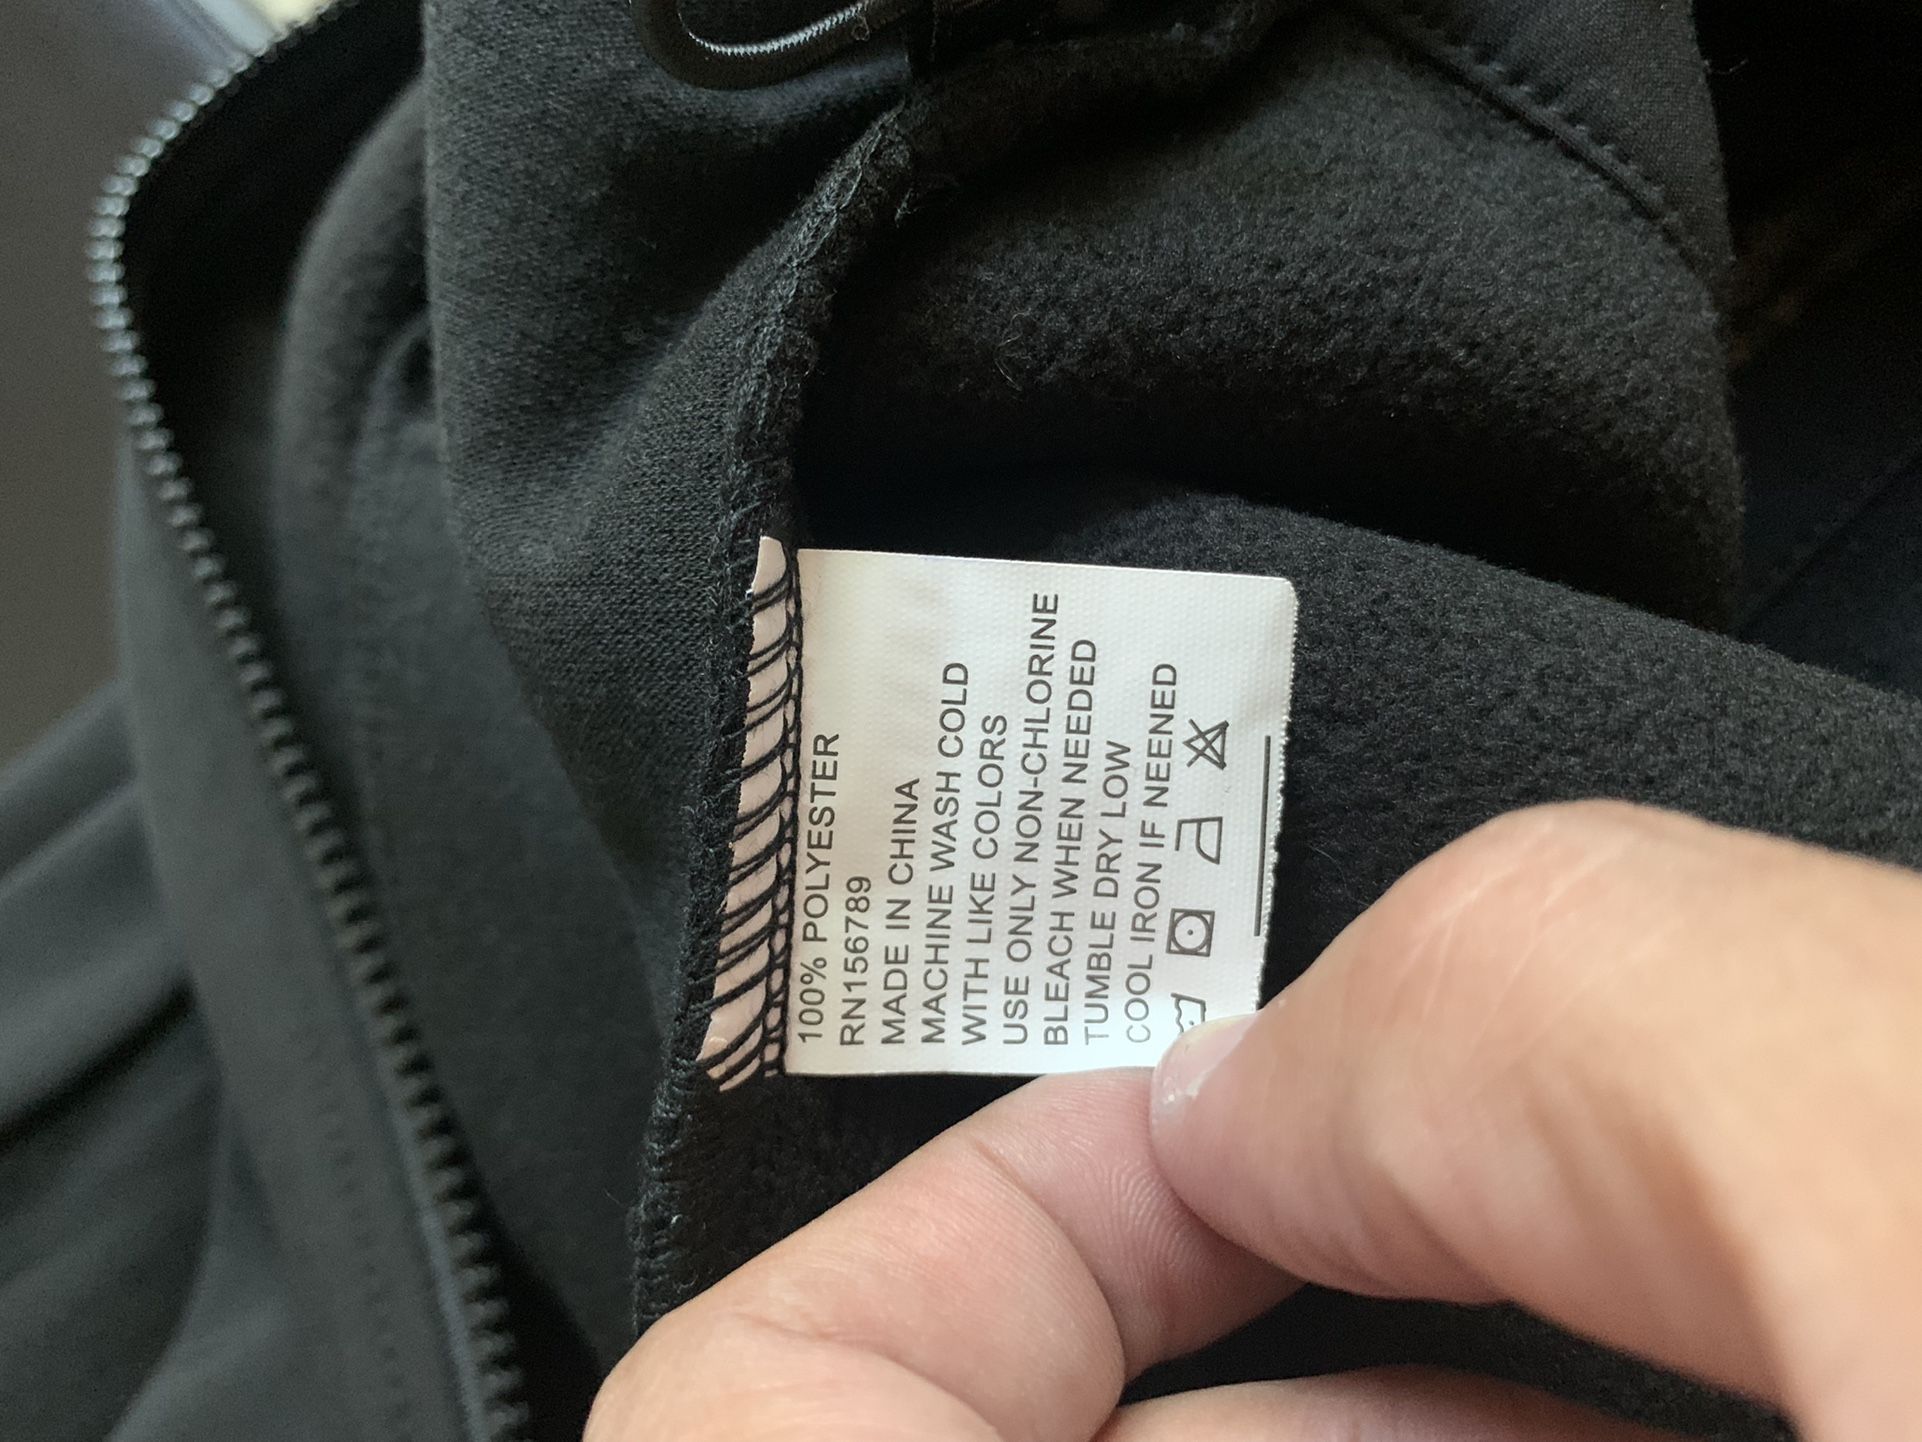 100% POLYESTER
RN156789
MADE IN CHINA
MACHINE WASH COLD
WITH LIKE COLORS
USE ONLY NON-CHLORINE
BLEACH WHEN NEEDED
TUMBLE DRY LOW
COOL IRON IF NEENED